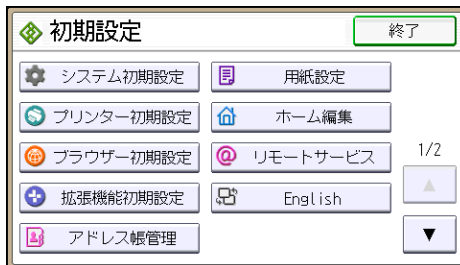 初期設定
終了
システム初期設定
用紙設定
プリンター初期設定
ホーム編集
ブラウザー初期設定
リモートサービス
1/2
拡張機能初期設定
English
アドレス帳管理